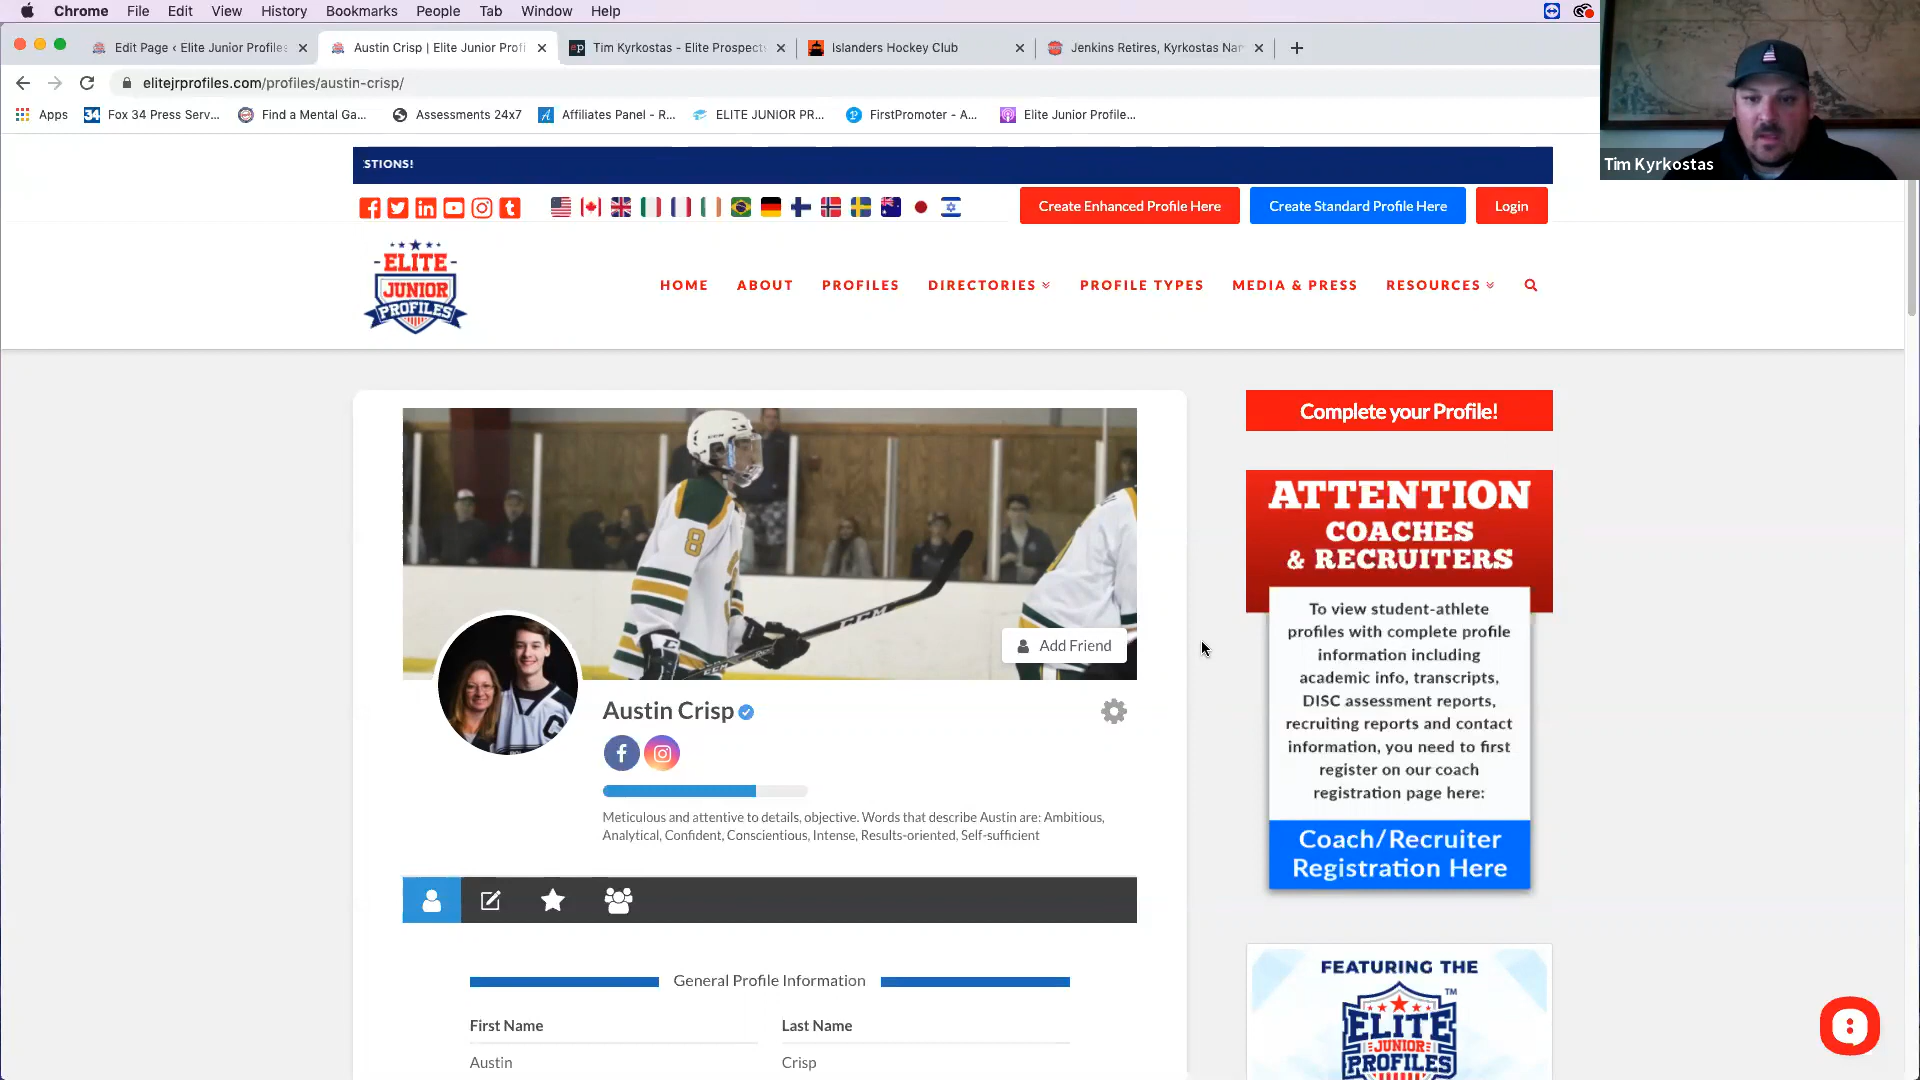 Chrome File Edit View History Bookmarks People Tab Window Help
Edit Page ‹ Elite Junior Profiles
Austin Crisp | Elite Junior Profi
Tim Kyrkostas - Elite Prospect
Islanders Hockey Club
Jenkins Retires, Kyrkostas Nam
elitejrprofiles.com/profiles/austin-crisp/
Apps
34 Fox 34 Press Serv...
Find a Mental Ga...
Assessments 24x7
Affiliates Panel - R...
ELITE JUNIOR PR...
FirstPromoter - A...
Elite Junior Profile...
Tim Kyrkostas
STIONS!
Create Enhanced Profile Here
Create Standard Profile Here
Login
ELITE
JUNIOR
PROFILES
HOME ABOUT PROFILES DIRECTORIES PROFILE TYPES MEDIA & PRESS RESOURCES
8
CCM
Add Friend
C
Austin Crisp
Meticulous and attentive to details, objective. Words that describe Austin are: Ambitious,
Analytical, Confident, Conscientious, Intense, Results-oriented, Self-sufficient
General Profile Information
First Name
Last Name
Austin
Crisp
Complete your Profile!
ATTENTION
COACHES
& RECRUITERS
To view student-athlete
profiles with complete profile
information including
academic info, transcripts,
DISC assessment reports,
recruiting reports and contact
information, you need to first
register on our coach
registration page here:
Coach/Recruiter
Registration Here
FEATURING THE
TM
ELITE
JUNIOR
PROFILES